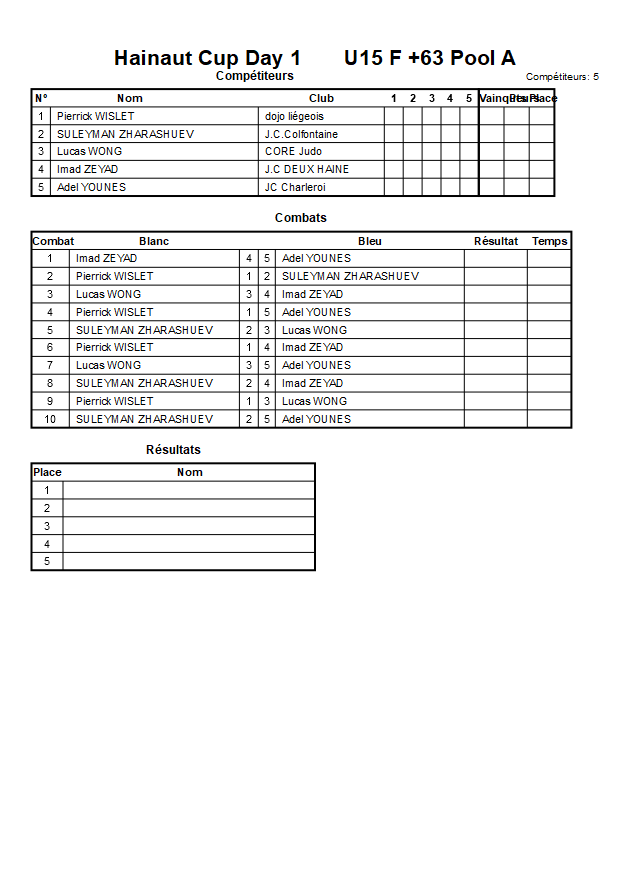 Hainaut Cup Day 1 U15 F +63 Pool A
Compétiteurs
Compétiteurs: 5
N° Nom Club 1 2 3 4 5 Vainqueurs Pts Place
1 Pierrick WISLET dojo liégeois
2 SULEYMAN ZHARASHUEV J.C.Colfontaine
3 Lucas WONG CORE Judo
4 Imad ZEYAD J.C DEUX HAINE
5 Adel YOUNES JC Charleroi
Combats
Combat Blanc Bleu Résultat Temps
1 Imad ZEYAD 4 5 Adel YOUNES
2 Pierrick WISLET 1 2 SULEYMAN ZHARASHUEV
3 Lucas WONG 3 4 Imad ZEYAD
4 Pierrick WISLET 1 5 Adel YOUNES
5 SULEYMAN ZHARASHUEV 2 3 Lucas WONG
6 Pierrick WISLET 1 4 Imad ZEYAD
7 Lucas WONG 3 5 Adel YOUNES
8 SULEYMAN ZHARASHUEV 2 4 Imad ZEYAD
9 Pierrick WISLET 1 3 Lucas WONG
10 SULEYMAN ZHARASHUEV 2 5 Adel YOUNES
Résultats
Place Nom
1
2
3
4
5